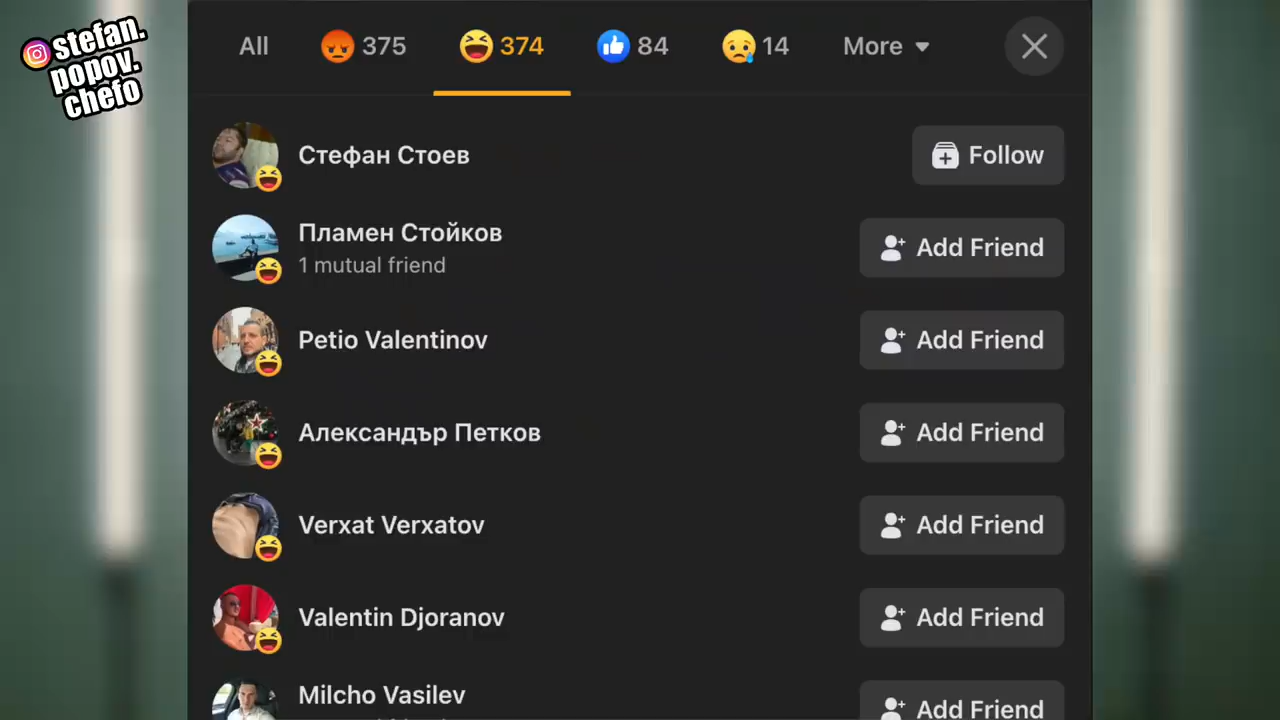 stefan.
popov.
chefo
All 375 374 84 14 More
Стефан Стоев
Follow
Пламен Стойков
1 mutual friend
Add Friend
Petio Valentinov
Add Friend
Александър Петков
Add Friend
Verxat Verxatov
Add Friend
Valentin Djoranov
Add Friend
Milcho Vasilev
Add Friend